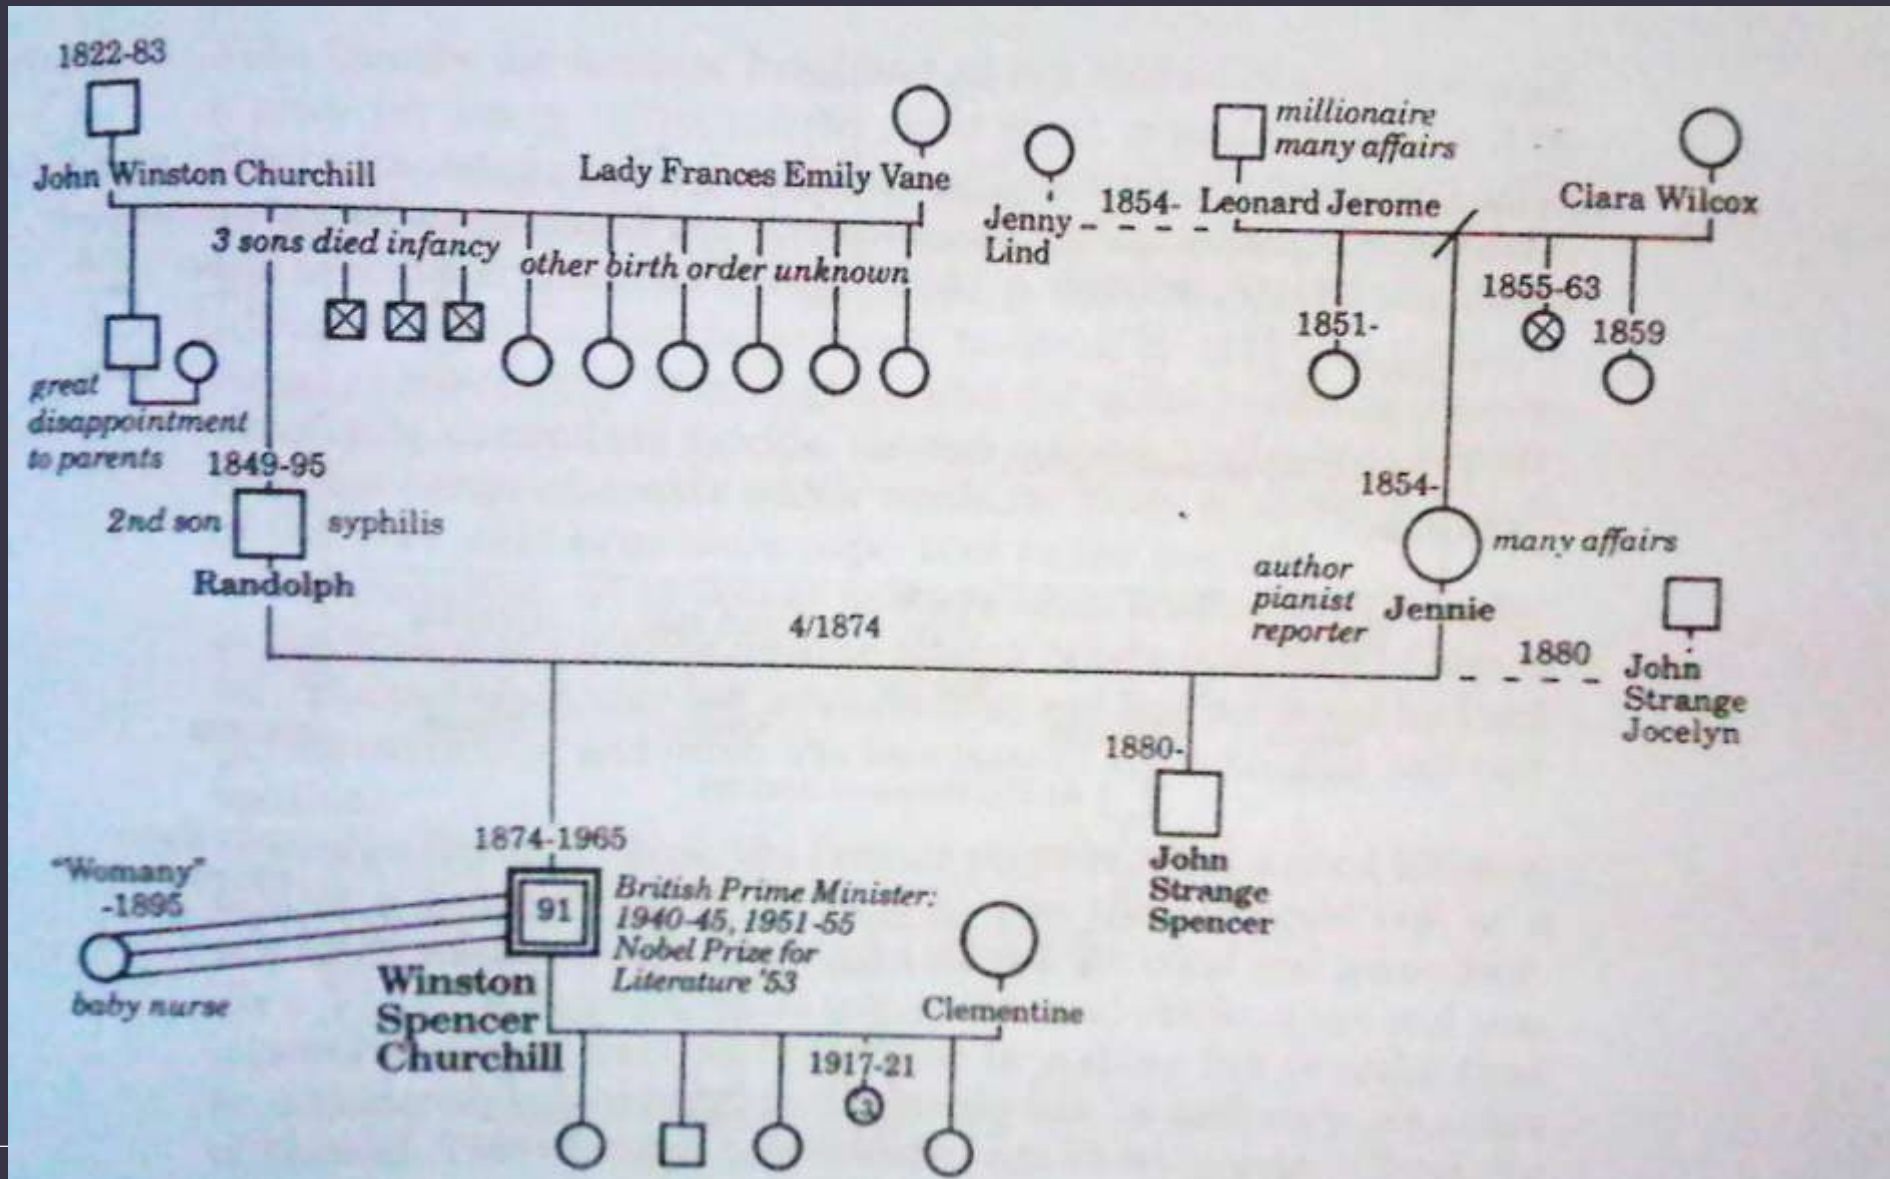 1822-83
John Winston Churchill
Lady Frances Emily Vane
Jenny
Lind
1854-
millionaire
many affairs
Leonard Jerome
Clara Wilcox
3 sons died infancy
other birth order unknown
1851-
1855-63
1859
great
disappointment
to parents
1849-95
2nd son
syphilis
Randolph
1854-
many affairs
author
pianist
reporter
Jennie
4/1874
1880
John
Strange
Jocelyn
1880-
John
Strange
Spencer
1874-1965
"Womany"
-1895
baby nurse
91
British Prime Minister:
1940-45, 1951-55
Nobel Prize for
Literature '53
Winston
Spencer
Churchill
Clementine
1917-21
3